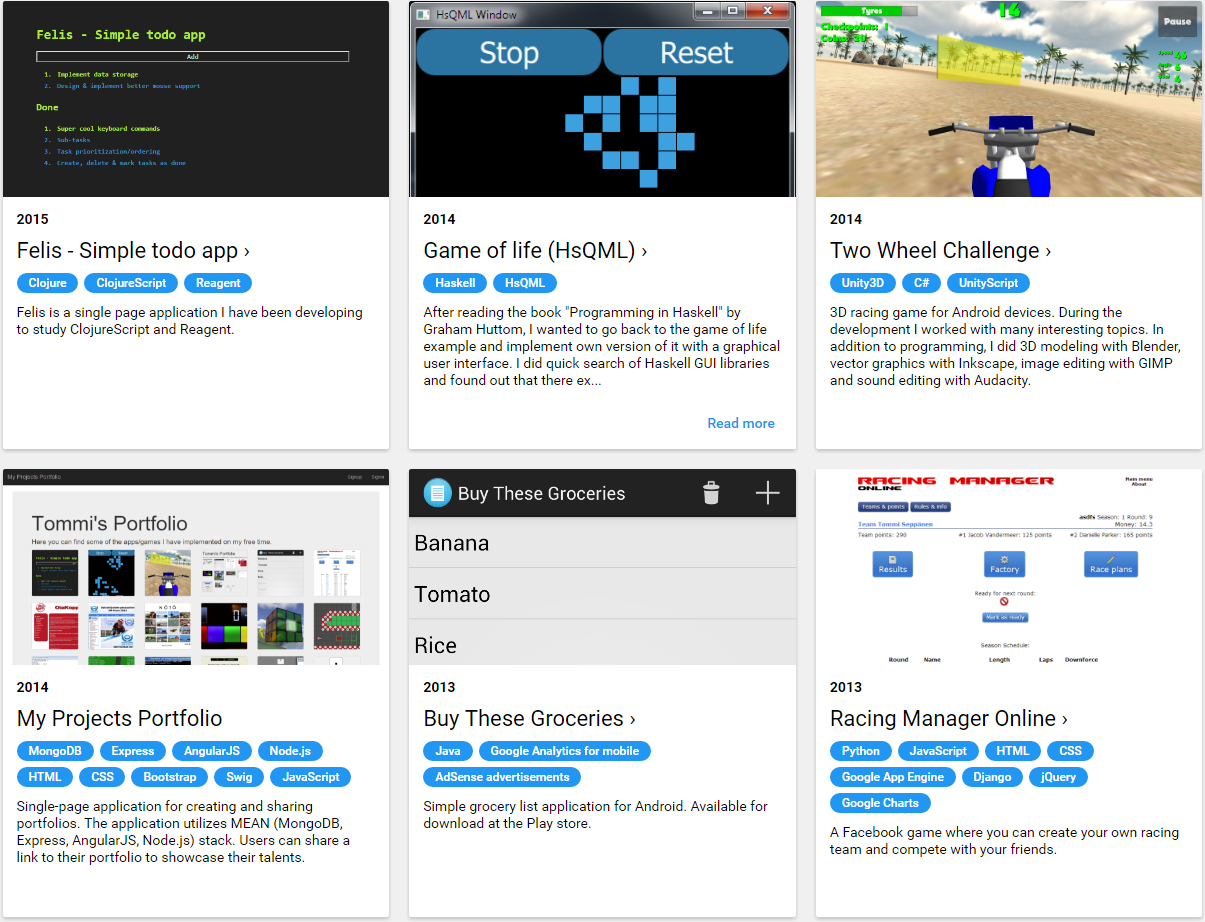 Felis - Simple todo app
Add
1. Implement data storage
2. Design & implement better mouse support
Done
1. Super cool keyboard commands
2. Sub-tasks
3. Task prioritization/ordering
4. Create, delete & mark tasks as done
2015
Felis - Simple todo app ›
Clojure ClojureScript Reagent
Felis is a single page application I have been developing
to study ClojureScript and Reagent.
HsQML Window
Stop Reset
2014
Game of life (HsQML) ›
Haskell HsQML
After reading the book "Programming in Haskell" by
Graham Huttom, I wanted to go back to the game of life
example and implement own version of it with a graphical
user interface. I did quick search of Haskell GUI libraries
and found out that there ex...
Read more
Tyres
14
Pause
Checkpoints: 1
2014
Two Wheel Challenge ›
Unity3D C# UnityScript
3D racing game for Android devices. During the
development I worked with many interesting topics. In
addition to programming, I did 3D modeling with Blender,
vector graphics with Inkscape, image editing with GIMP
and sound editing with Audacity.
My Projects Portfolio
Tommi's Portfolio
Here you can find some of the apps/games I have implemented on my free time.
2014
My Projects Portfolio
MongoDB Express AngularJS Node.js
HTML CSS Bootstrap Swig JavaScript
Single-page application for creating and sharing
portfolios. The application utilizes MEAN (MongoDB,
Express, AngularJS, Node.js) stack. Users can share a
link to their portfolio to showcase their talents.
Buy These Groceries
Banana
Tomato
Rice
2013
Buy These Groceries ›
Java Google Analytics for mobile
AdSense advertisements
Simple grocery list application for Android. Available for
download at the Play store.
RACING MANAGER
ONLINE
Main menu
About
Teams & points Rules & info
asdfs Season: 1 Round: 9
Team Tommi Seppänen Money: 14.3
Team points: 290 #1 Jacob Vandermeer: 125 points #2 Danielle Parker: 165 points
Results Factory Race plans
Ready for next round:
Mark as ready
Season Schedule:
Round Name Length Laps Downforce
2013
Racing Manager Online ›
Python JavaScript HTML CSS
Google App Engine Django jQuery
Google Charts
A Facebook game where you can create your own racing
team and compete with your friends.